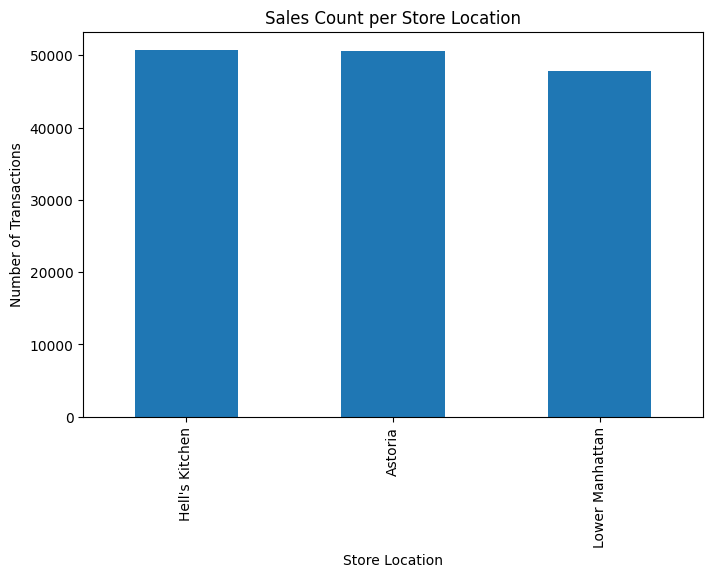 Sales Count per Store Location
Number of Transactions
50000
40000
30000
20000
10000
0
Hell's Kitchen
Astoria
Lower Manhattan
Store Location